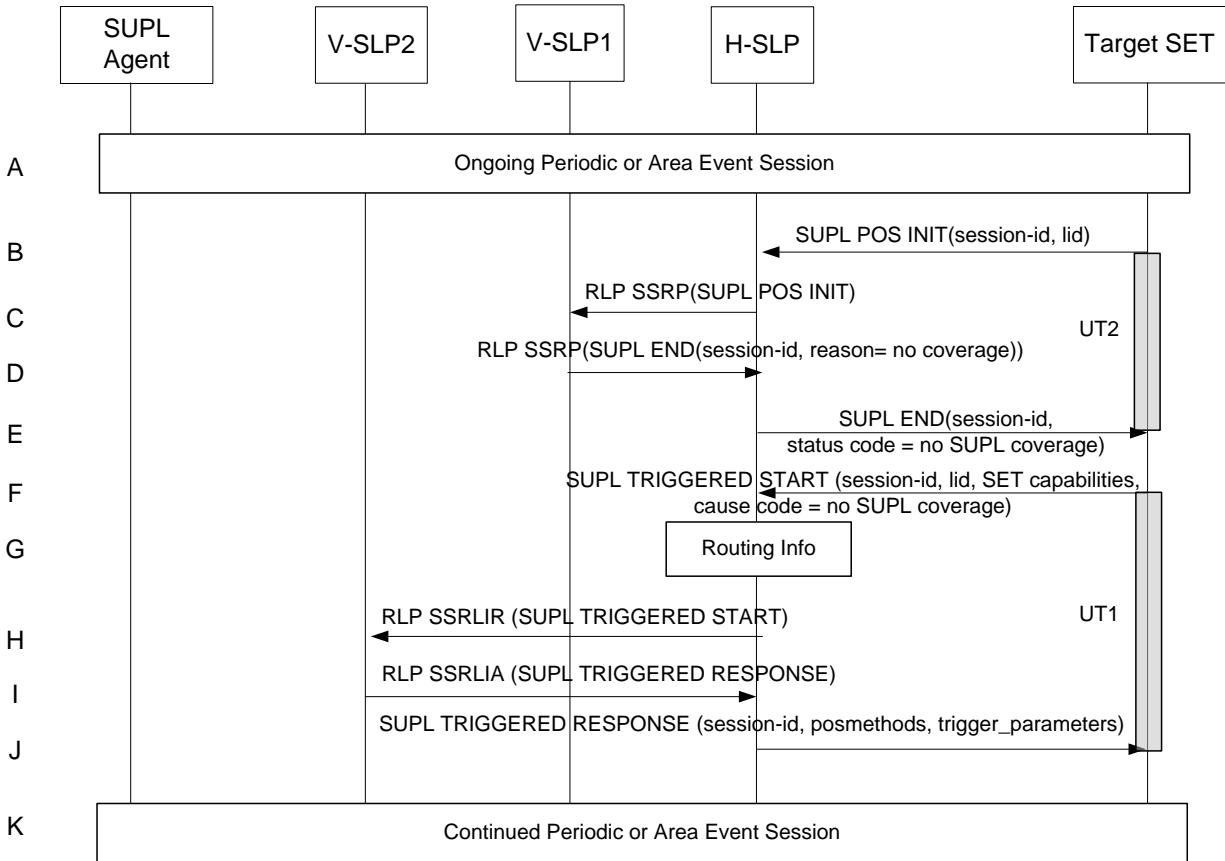 SUPL
Agent
V-SLP2
V-SLP1
H-SLP
Target SET
A
Ongoing Periodic or Area Event Session
B
SUPL POS INIT(session-id, lid)
C
RLP SSRP(SUPL POS INIT)
UT2
D
RLP SSRP(SUPL END(session-id, reason= no coverage))
E
SUPL END(session-id,
status code = no SUPL coverage)
F
SUPL TRIGGERED START (session-id, lid, SET capabilities,
cause code = no SUPL coverage)
G
Routing Info
H
RLP SSRLIR (SUPL TRIGGERED START)
UT1
I
RLP SSRLIA (SUPL TRIGGERED RESPONSE)
J
SUPL TRIGGERED RESPONSE (session-id, posmethods, trigger_parameters)
K
Continued Periodic or Area Event Session